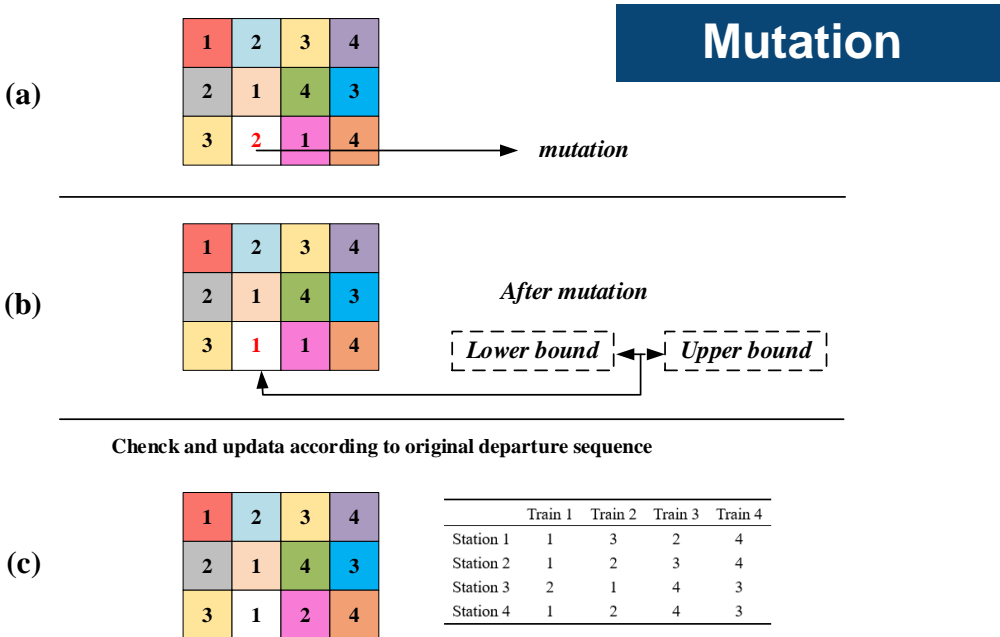 Mutation
(a)
1 2 3 4
2 1 4 3
3 2 1 4
mutation
(b)
1 2 3 4
2 1 4 3
3 1 1 4
After mutation
Lower bound Upper bound
Chenck and updata according to original departure sequence
(c)
1 2 3 4
2 1 4 3
3 1 2 4
Train 1 Train 2 Train 3 Train 4
Station 1 1 3 2 4
Station 2 1 2 3 4
Station 3 2 1 4 3
Station 4 1 2 4 3